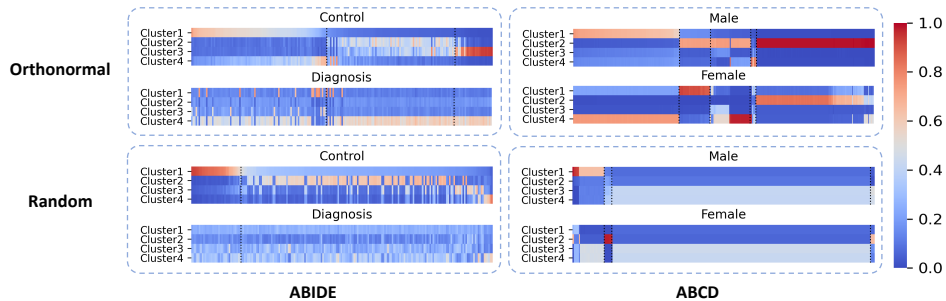 Orthonormal
Control
Cluster1
Cluster2
Cluster3
Cluster4
Diagnosis
Cluster1
Cluster2
Cluster3
Cluster4
Male
Cluster1
Cluster2
Cluster3
Cluster4
Female
Cluster1
Cluster2
Cluster3
Cluster4
Random
Control
Cluster1
Cluster2
Cluster3
Cluster4
Diagnosis
Cluster1
Cluster2
Cluster3
Cluster4
Male
Cluster1
Cluster2
Cluster3
Cluster4
Female
Cluster1
Cluster2
Cluster3
Cluster4
ABIDE
ABCD
1.0
0.8
0.6
0.4
0.2
0.0